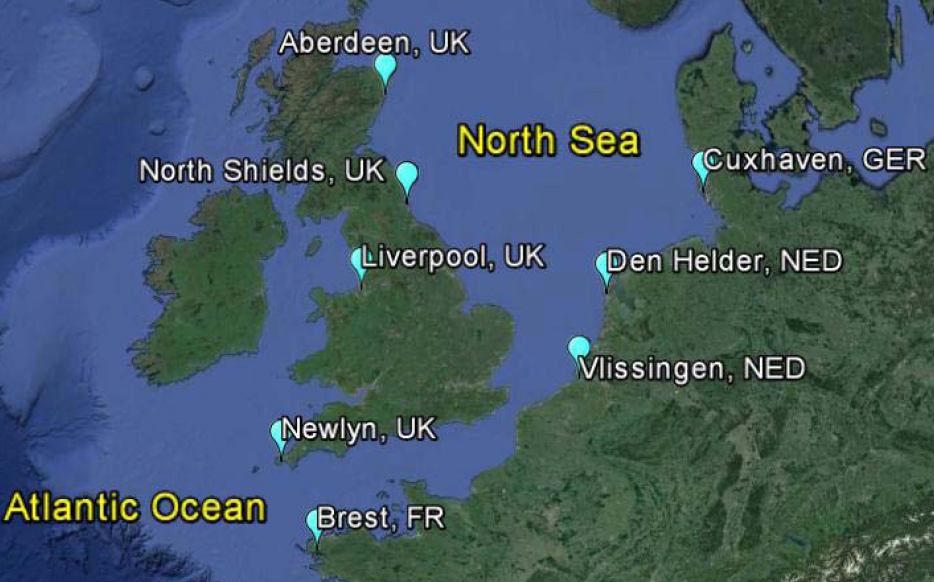 Aberdeen, UK
North Sea
North Shields, UK
Cuxhaven, GER
Liverpool, UK
Den Helder, NED
Vlissingen, NED
Newlyn, UK
Atlantic Ocean
Brest, FR